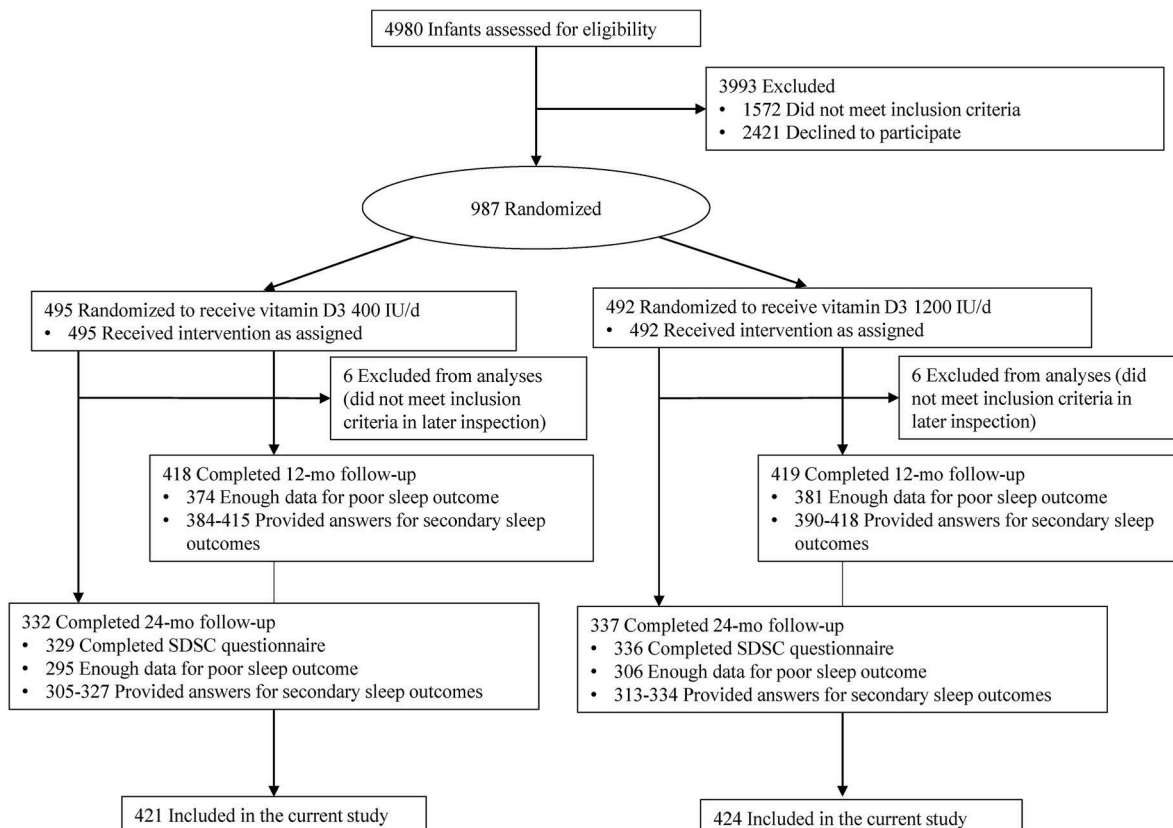 4980 Infants assessed for eligibility
3993 Excluded
• 1572 Did not meet inclusion criteria
• 2421 Declined to participate
987 Randomized
495 Randomized to receive vitamin D3 400 IU/d
• 495 Received intervention as assigned
492 Randomized to receive vitamin D3 1200 IU/d
• 492 Received intervention as assigned
6 Excluded from analyses
(did not meet inclusion
criteria in later inspection)
6 Excluded from analyses (did
not meet inclusion criteria in
later inspection)
418 Completed 12-mo follow-up
• 374 Enough data for poor sleep outcome
• 384-415 Provided answers for secondary sleep
outcomes
419 Completed 12-mo follow-up
• 381 Enough data for poor sleep outcome
• 390-418 Provided answers for secondary sleep
outcomes
332 Completed 24-mo follow-up
• 329 Completed SDSC questionnaire
• 295 Enough data for poor sleep outcome
• 305-327 Provided answers for secondary sleep outcomes
337 Completed 24-mo follow-up
• 336 Completed SDSC questionnaire
• 306 Enough data for poor sleep outcome
• 313-334 Provided answers for secondary sleep outcomes
421 Included in the current study
424 Included in the current study